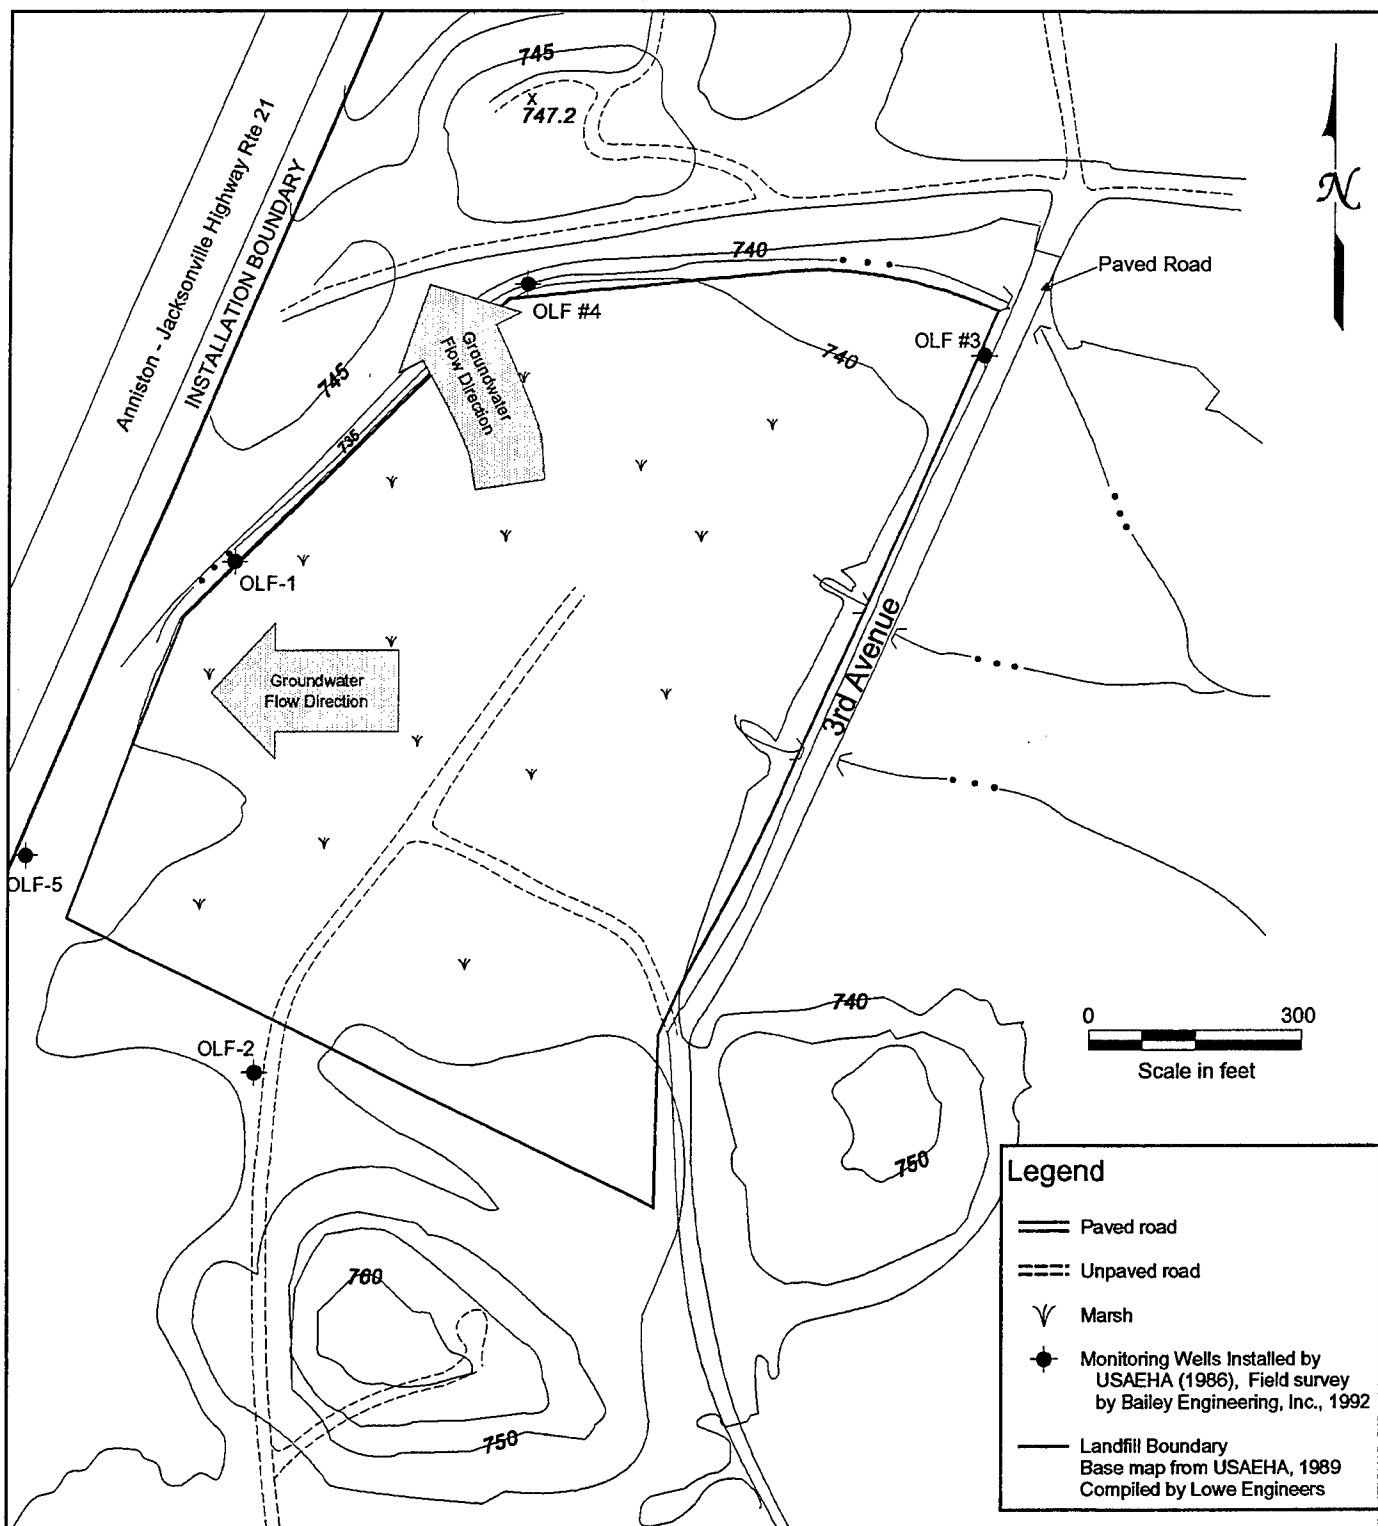 745
x
747.2
Anniston - Jacksonville Highway Rte 21
INSTALLATION BOUNDARY
N
740
Paved Road
OLF #4
OLF #3
740
Groundwater
Flow Direction
745
735
OLF-1
3rd Avenue
Groundwater
Flow Direction
OLF-5
740
0 300
Scale in feet
OLF-2
750
Legend
Paved road
Unpaved road
Marsh
Monitoring Wells Installed by
USAEHA (1986), Field survey
by Bailey Engineering, Inc., 1992
Landfill Boundary
Base map from USAEHA, 1989
Compiled by Lowe Engineers
760
750